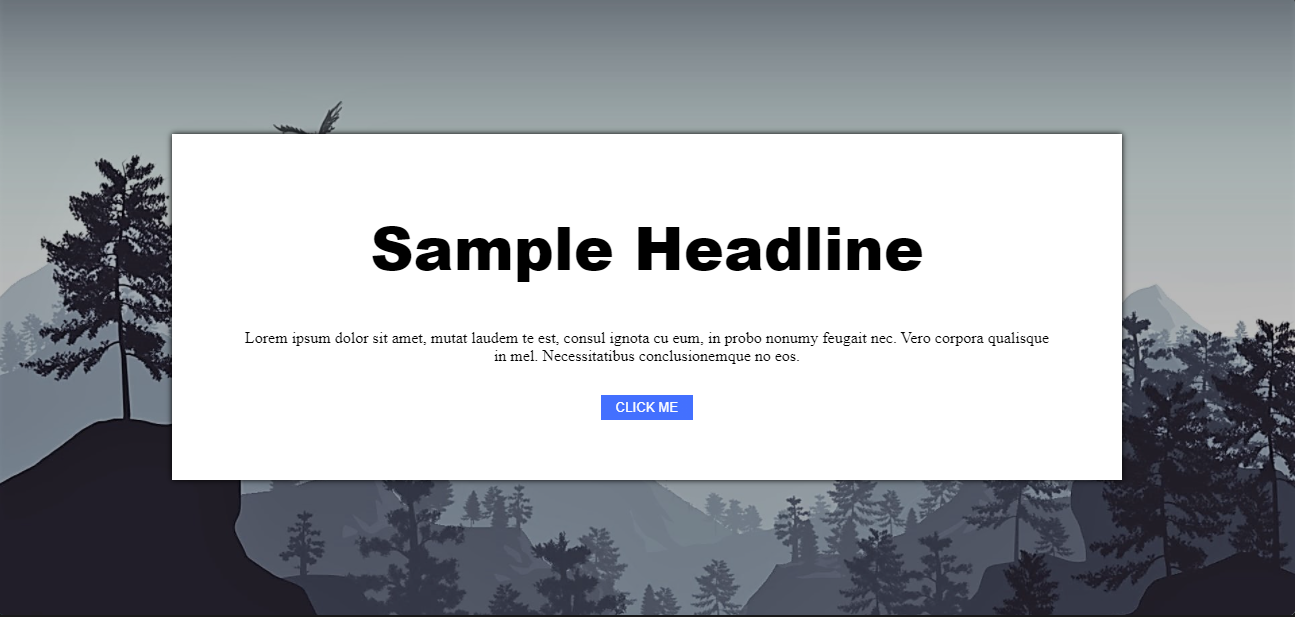 Sample Headline
Lorem ipsum dolor sit amet, mutat laudem te est, consul ignota cu eum, in probo nonumy feugait nec. Vero corpora qualisque
in mel. Necessitatibus conclusionemque no eos.
CLICK ME